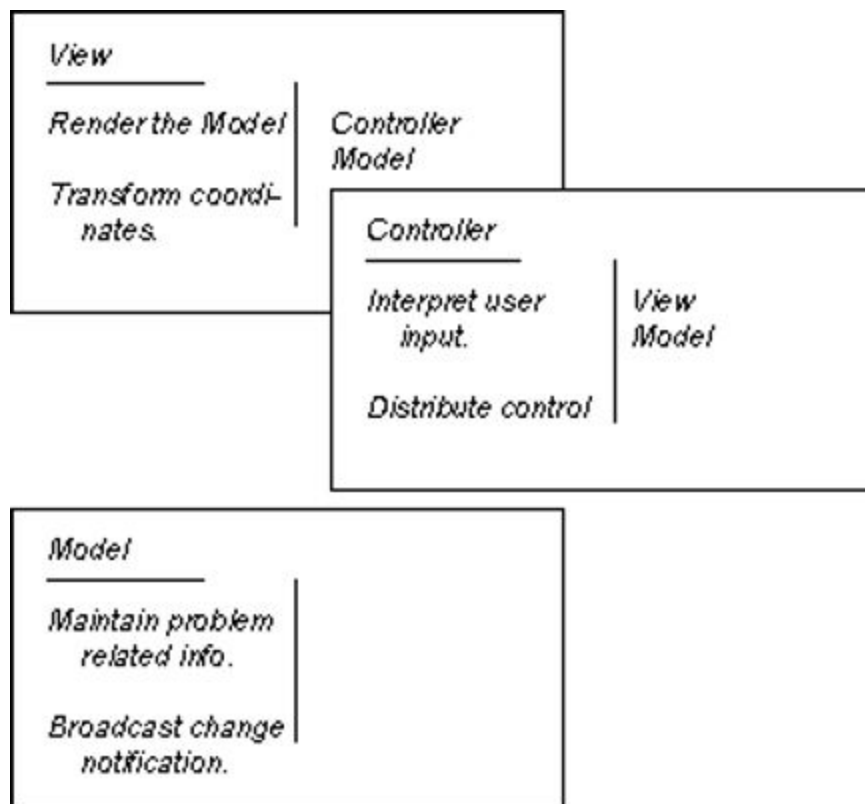 View
Render the Model
Transform coordi-
nates.
Controller
Model
Controller
Interpret user
input.
Distribute control
View
Model
Model
Maintain problem
related info.
Broadcast change
notification.